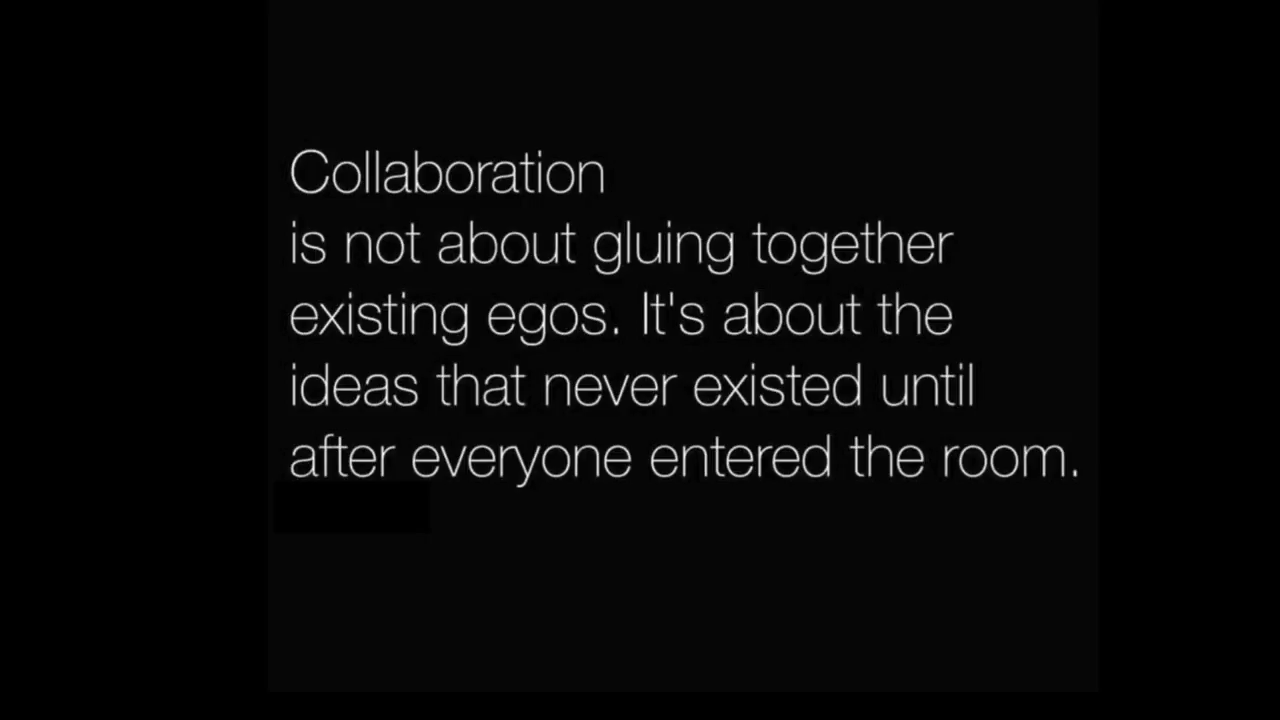 Collaboration
is not about gluing together
existing egos. It's about the
ideas that never existed until
after everyone entered the room.